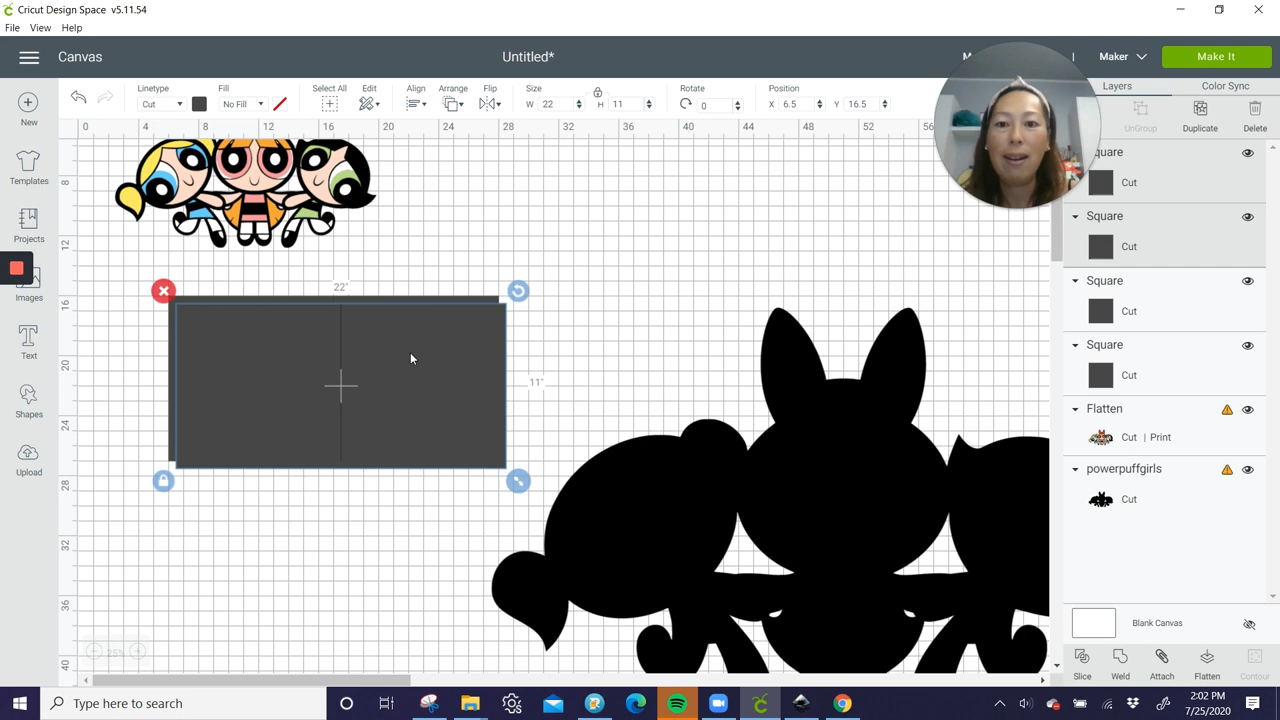 Cricut Design Space v5.11.54
File View Help
Canvas
Untitled*
Maker
Make It
Linetype
Cut
Fill
No Fill
Select All
Edit
Align
Arrange
Flip
Size
W 22
H 11
Rotate
0
Position
X 6.5
Y 16.5
Layers
Color Sync
UnGroup
Duplicate
Delete
New
Templates
Projects
Images
Text
Shapes
Upload
0 4 8 12 16 20 24 28 32 36 40 44 48 52 56
8
12
16
20
24
28
32
36
40
22"
11"
25%
Cut
Square
Cut
Square
Cut
Square
Cut
Flatten
Cut | Print
powerpuffgirls
Cut
Blank Canvas
Slice
Weld
Attach
Flatten
Contour
Type here to search
2:02 PM
7/25/2020